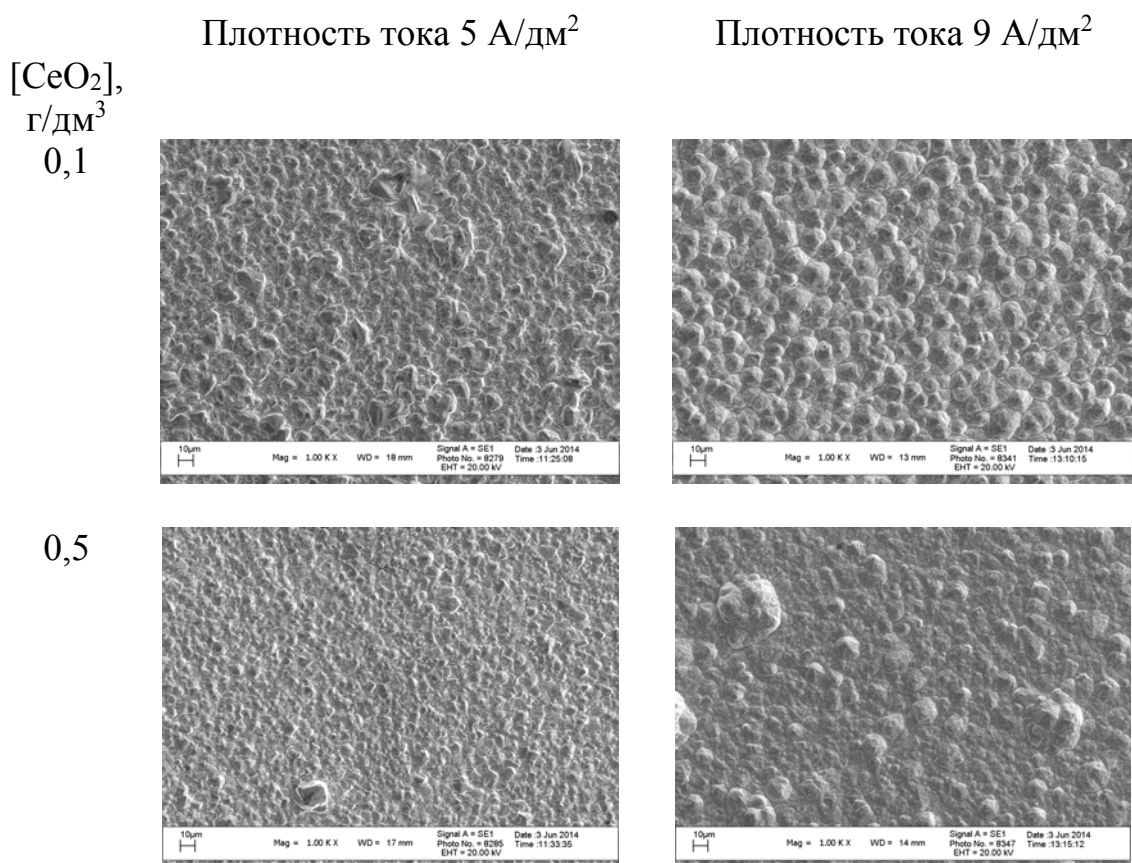 Плотность тока 5 А/дм²
Плотность тока 9 А/дм²
[CeO₂],
г/дм³
0,1
10µm
Mag = 1.00 K X
WD = 18 mm
Signal A = SE1
Photo No. = 8279
EHT = 20.00 kV
Date :3 Jun 2014
Time :11:25:08
10µm
Mag = 1.00 K X
WD = 13 mm
Signal A = SE1
Photo No. = 8341
EHT = 20.00 kV
Date :3 Jun 2014
Time :13:10:15
0,5
10µm
Mag = 1.00 K X
WD = 17 mm
Signal A = SE1
Photo No. = 8285
EHT = 20.00 kV
Date :3 Jun 2014
Time :11:33:35
10µm
Mag = 1.00 K X
WD = 14 mm
Signal A = SE1
Photo No. = 8347
EHT = 20.00 kV
Date :3 Jun 2014
Time :13:15:12